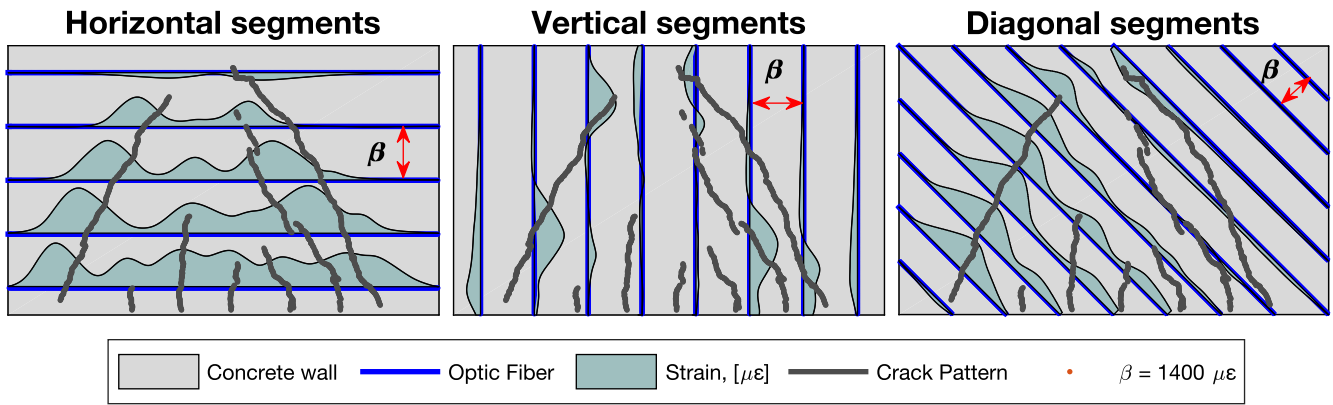 Horizontal segments
Vertical segments
Diagonal segments
β
β
β
Concrete wall
Optic Fiber
Strain, [με]
Crack Pattern
β = 1400 με